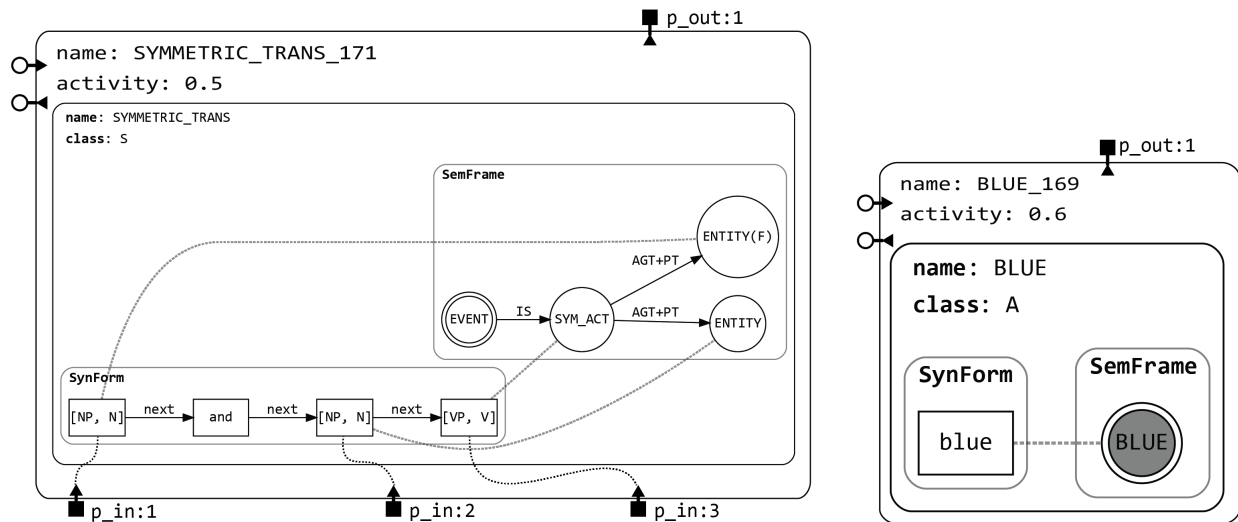 p_out:1
name: SYMMETRIC_TRANS_171
activity: 0.5
name: SYMMETRIC_TRANS
class: S
SemFrame
ENTITY(F)
AGT+PT
EVENT
IS
SYM_ACT
AGT+PT
ENTITY
SynForm
[NP, N]
next
and
next
[NP, N]
next
[VP, V]
p_in:1
p_in:2
p_in:3
p_out:1
name: BLUE_169
activity: 0.6
name: BLUE
class: A
SynForm
blue
SemFrame
BLUE